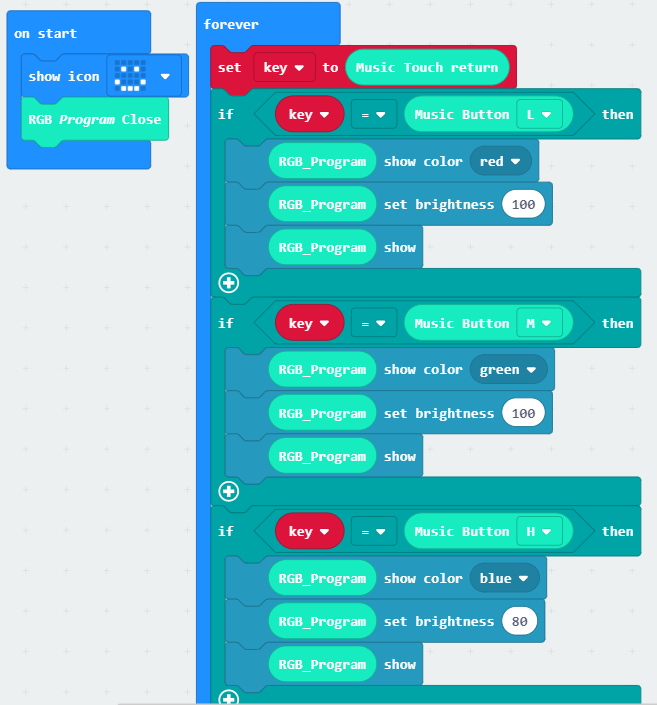 on start
show icon
RGB Program Close
forever
set key to Music Touch return
if key = Music Button L then
RGB_Program show color red
RGB_Program set brightness 100
RGB_Program show
if key = Music Button M then
RGB_Program show color green
RGB_Program set brightness 100
RGB_Program show
if key = Music Button H then
RGB_Program show color blue
RGB_Program set brightness 80
RGB_Program show